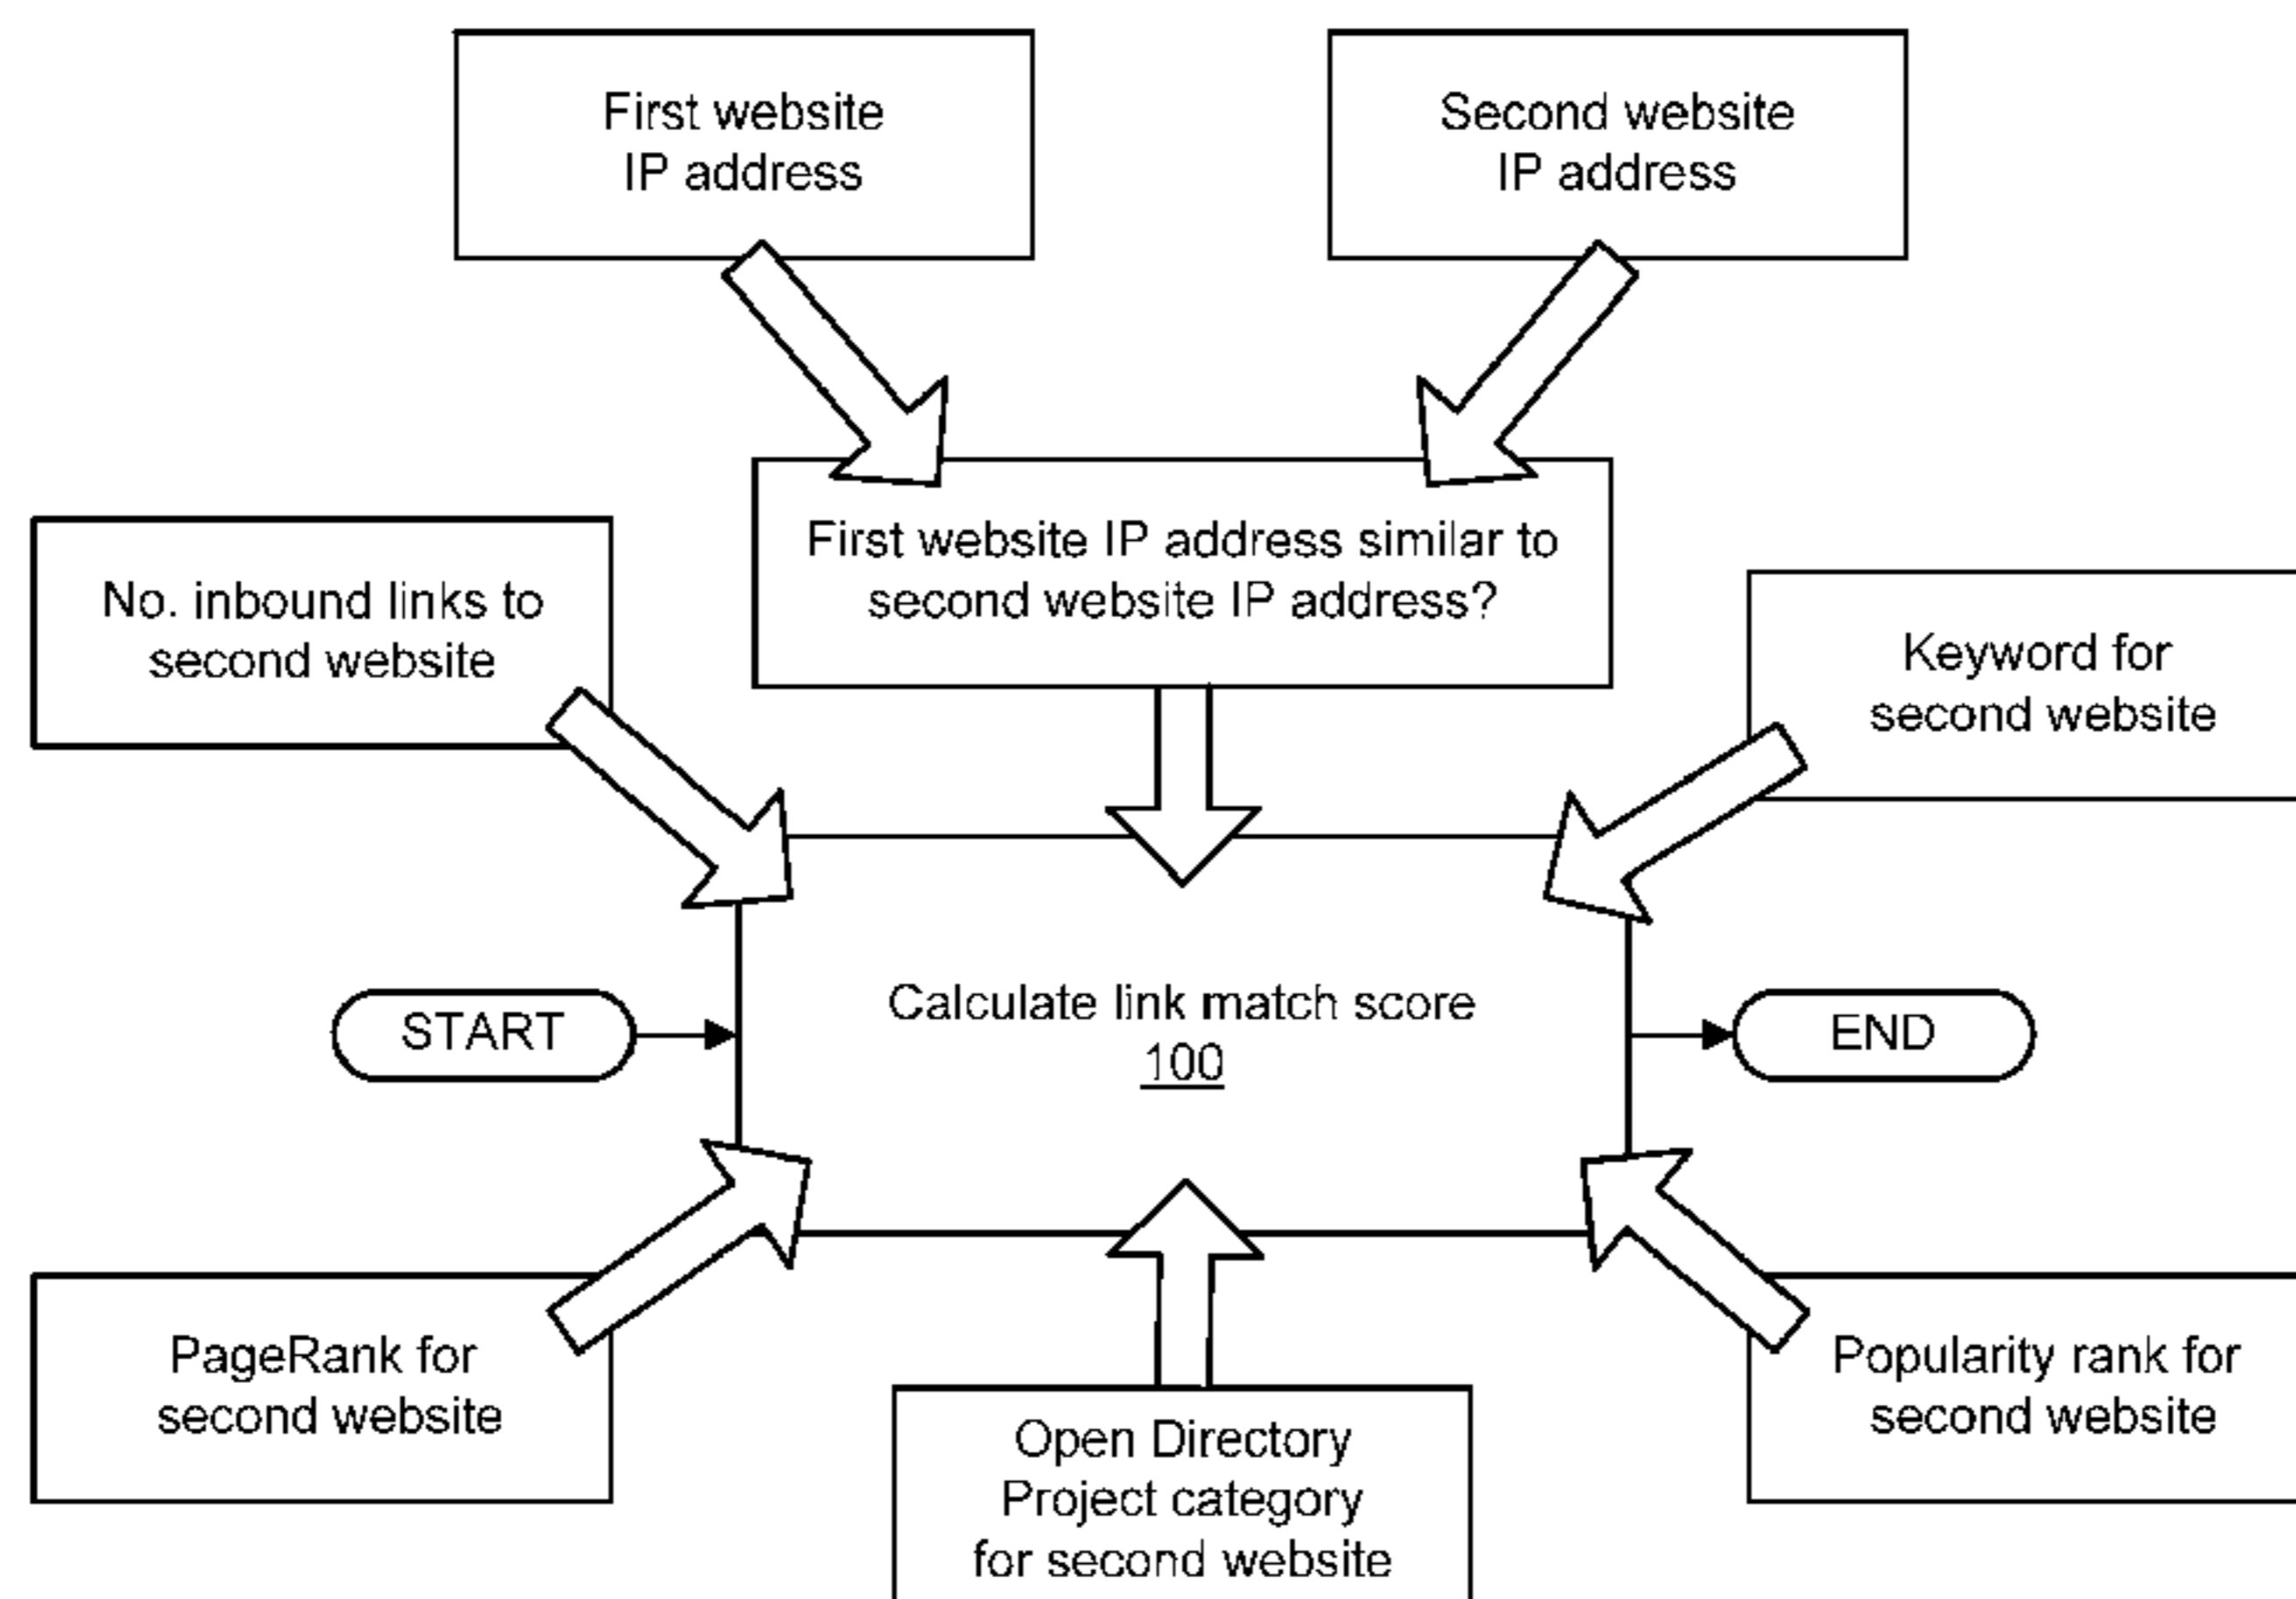 First website
IP address
Second website
IP address
First website IP address similar to
second website IP address?
No. inbound links to
second website
Keyword for
second website
Calculate link match score
100
START
END
PageRank for
second website
Popularity rank for
second website
Open Directory
Project category
for second website